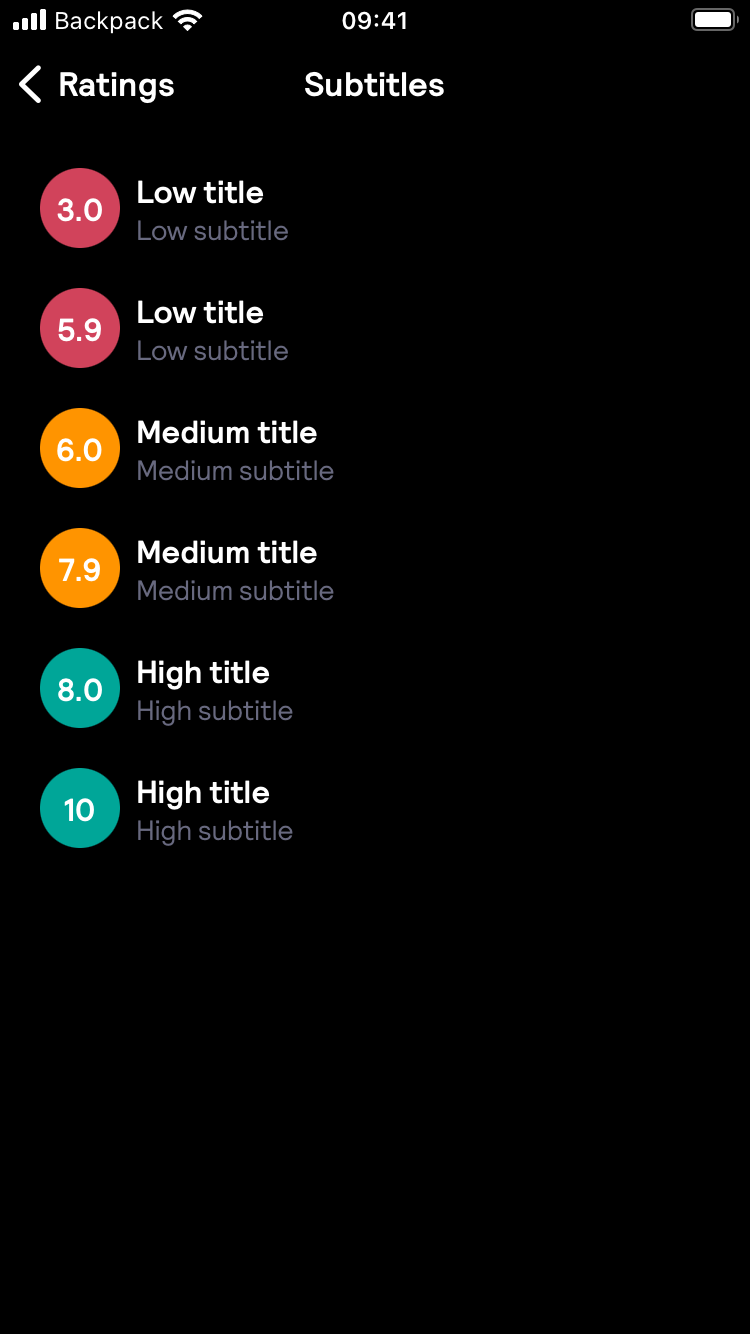 Backpack 09:41
Ratings Subtitles
3.0 Low title
Low subtitle
5.9 Low title
Low subtitle
6.0 Medium title
Medium subtitle
7.9 Medium title
Medium subtitle
8.0 High title
High subtitle
10 High title
High subtitle